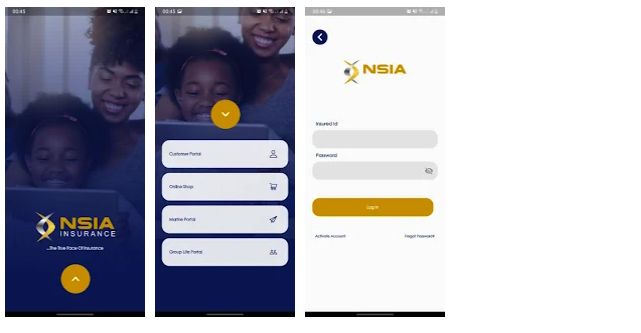 00:45
NSIA
INSURANCE
...The True Face Of Insurance
00:45
Customer Portal
Online Shop
Marine Portal
Group Life Portal
00:45
NSIA
Insured Id:
Password:
Log In
Activate Account
Forgot Password?